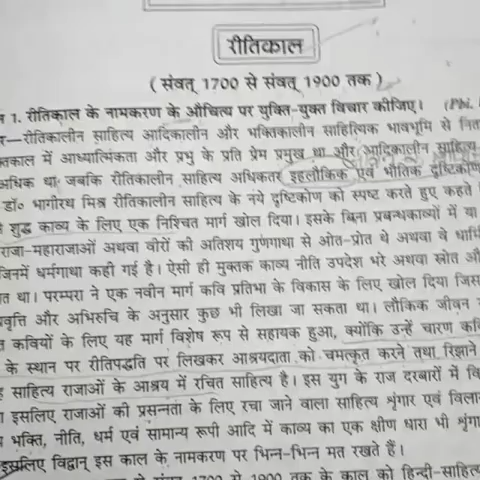 रीतिकाल
( संवत् 1700 से संवत् 1900 तक )
1. रीतिकाल के नामकरण के औचित्य पर युक्ति-युक्त विचार कीजिए।
—रीतिकालीन साहित्य आदिकालीन और भक्तिकालीन साहित्यिक भावभूमि से
में आध्यात्मिकता और प्रभु के प्रति प्रेम प्रमुख था और आदिकालीन साहित्य
अधिक था जबकि रीतिकालीन साहित्य अधिकतर इहलौकिक एवं भौतिक दृष्टिकोण
डॉ० भागीरथ मिश्र रीतिकालीन साहित्य के नये दृष्टिकोण को स्पष्ट करते हुए कहते
शुद्ध काव्य के लिए एक निश्चित मार्ग खोल दिया। इसके बिना प्रबन्धकाव्यों में या
राजा-महाराजाओं अथवा वीरों की अतिशय गुणगाथा से ओत-प्रोत थे अथवा वे
जिनमें धर्मगाथा कही गई है। ऐसी ही मुक्तक काव्य नीति उपदेश भरे अथवा स्रोत
था। परम्परा ने एक नवीन मार्ग कवि प्रतिभा के विकास के लिए खोल दिया
और अभिरुचि के अनुसार कुछ भी लिखा जा सकता था। लौकिक जीवन
कवियों के लिए यह मार्ग विशेष रूप से सहायक हुआ, क्योंकि उन्हें चारण
के स्थान पर रीतिपद्धति पर लिखकर आश्रयदाता को चमत्कृत करने तथा रिझाने
साहित्य राजाओं के आश्रय में रचित साहित्य है। इस युग के राज दरबारों में
इसलिए राजाओं की प्रसन्नता के लिए रचा जाने वाला साहित्य शृंगार एवं
भक्ति, नीति, धर्म एवं सामान्य रूपी आदि में काव्य का एक क्षीण धारा भी
इसलिए विद्वान् इस काल के नामकरण पर भिन्न-भिन्न मत रखते हैं।
1900 तक के काल को